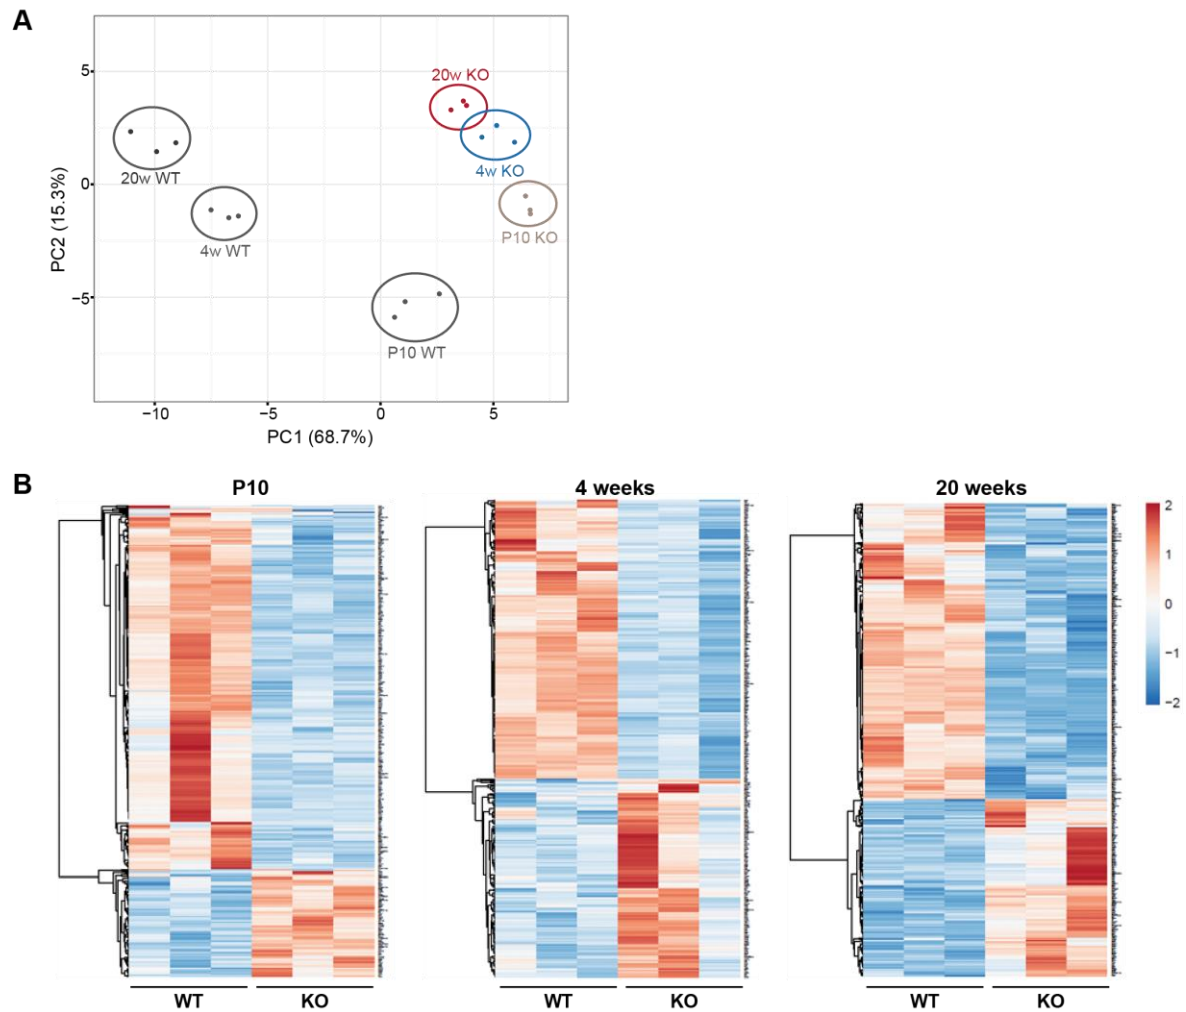 A
5
0
−5
PC2 (15.3%)
20w WT
4w WT
P10 WT
20w KO
4w KO
P10 KO
−10
−5
0
5
PC1 (68.7%)
B
P10
4 weeks
20 weeks
2
1
0
−1
−2
WT
KO
WT
KO
WT
KO